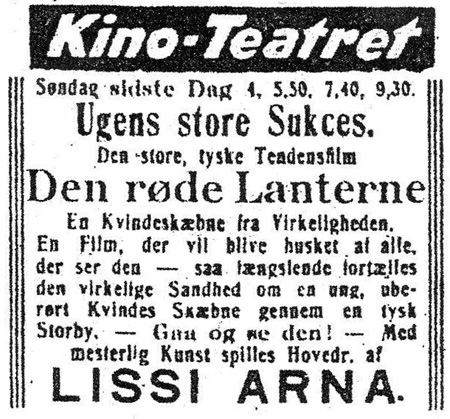 Kino-Teatret
Søndag sidste Dag 4, 5,50, 7,40, 9,30.
Ugens store Sukces.
Den store, tyske Tendensfilm
Den røde Lanterne
En Kvindeskæbne fra Virkeligheden.
En Film, der vil blive husket af alle,
der ser den — saa fængslende fortælles
den virkelige Sandhed om en ung, ube-
rørt Kvindes Skæbne gennem en tysk
Storby. — Gaa og se den! — Med
mesterlig Kunst spilles Hovedr. af
LISSI ARNA.